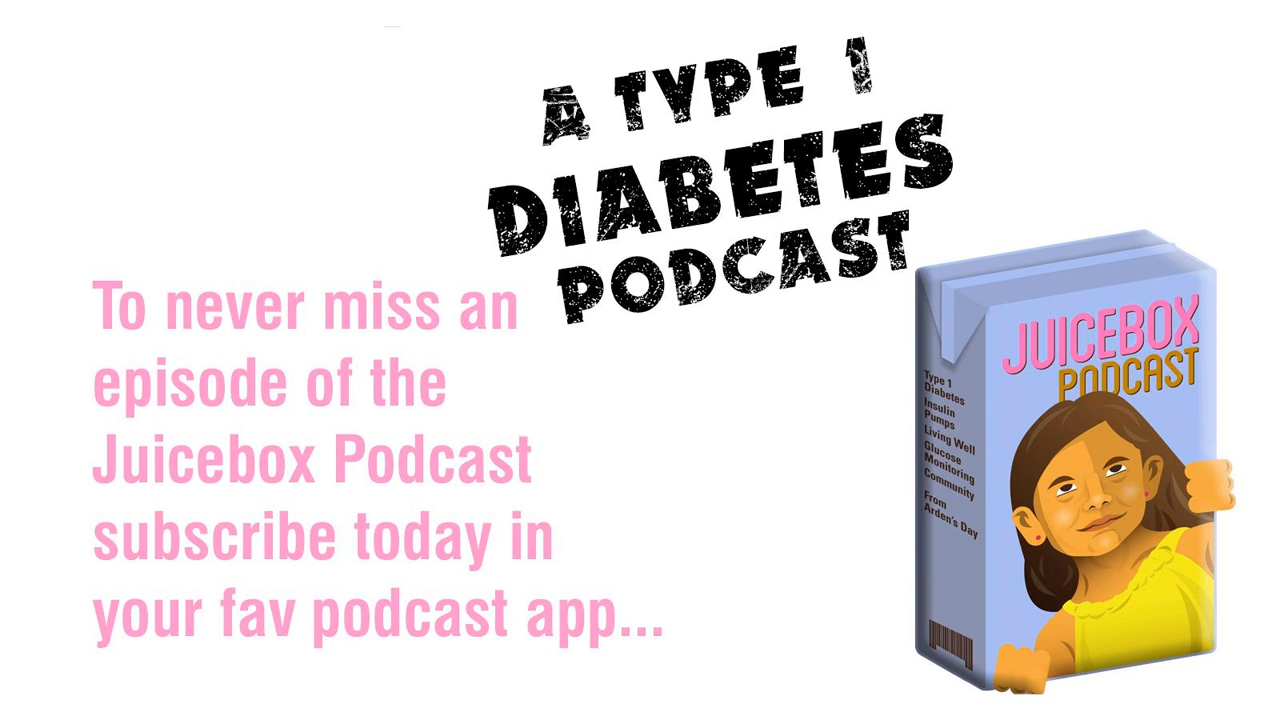 A TYPE 1
DIABETES
PODCAST
To never miss an
episode of the
Juicebox Podcast
subscribe today in
your fav podcast app...
JUICEBOX
PODCAST
Type 1
Diabetes
Insulin
Pumps
Living Well
Glucose
Monitoring
Community
From
Arden's Day